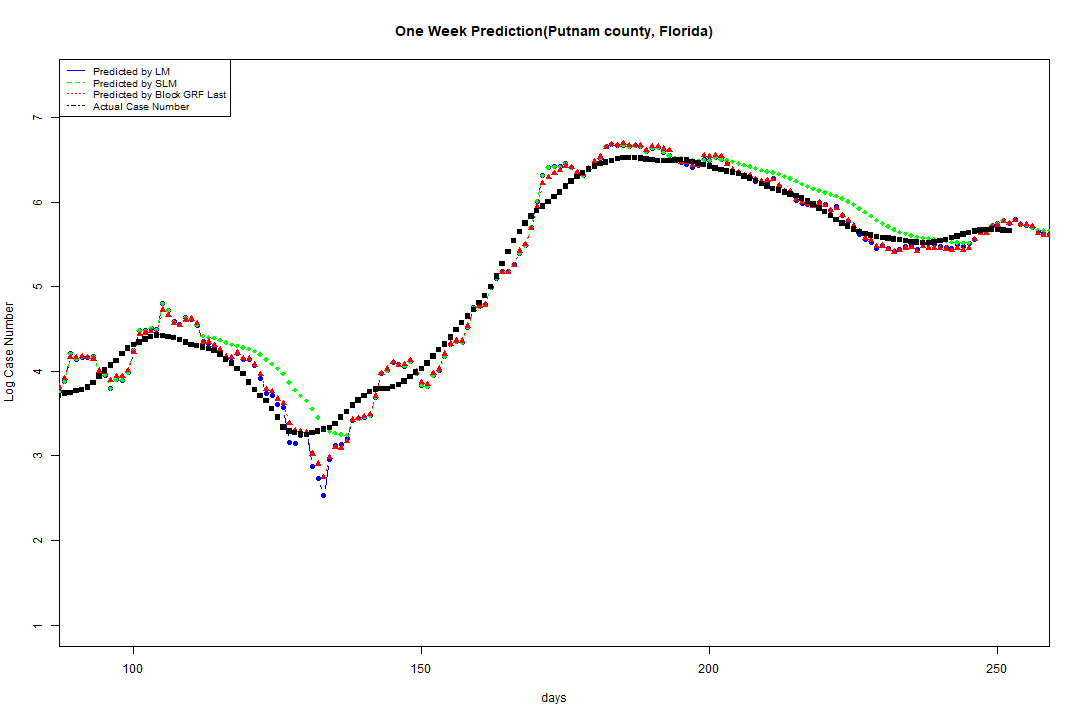 One Week Prediction(Putnam county, Florida)
Predicted by LM
Predicted by SLM
Predicted by Block GRF Last
Actual Case Number
7
6
5
4
3
2
1
Log Case Number
100 150 200 250
days